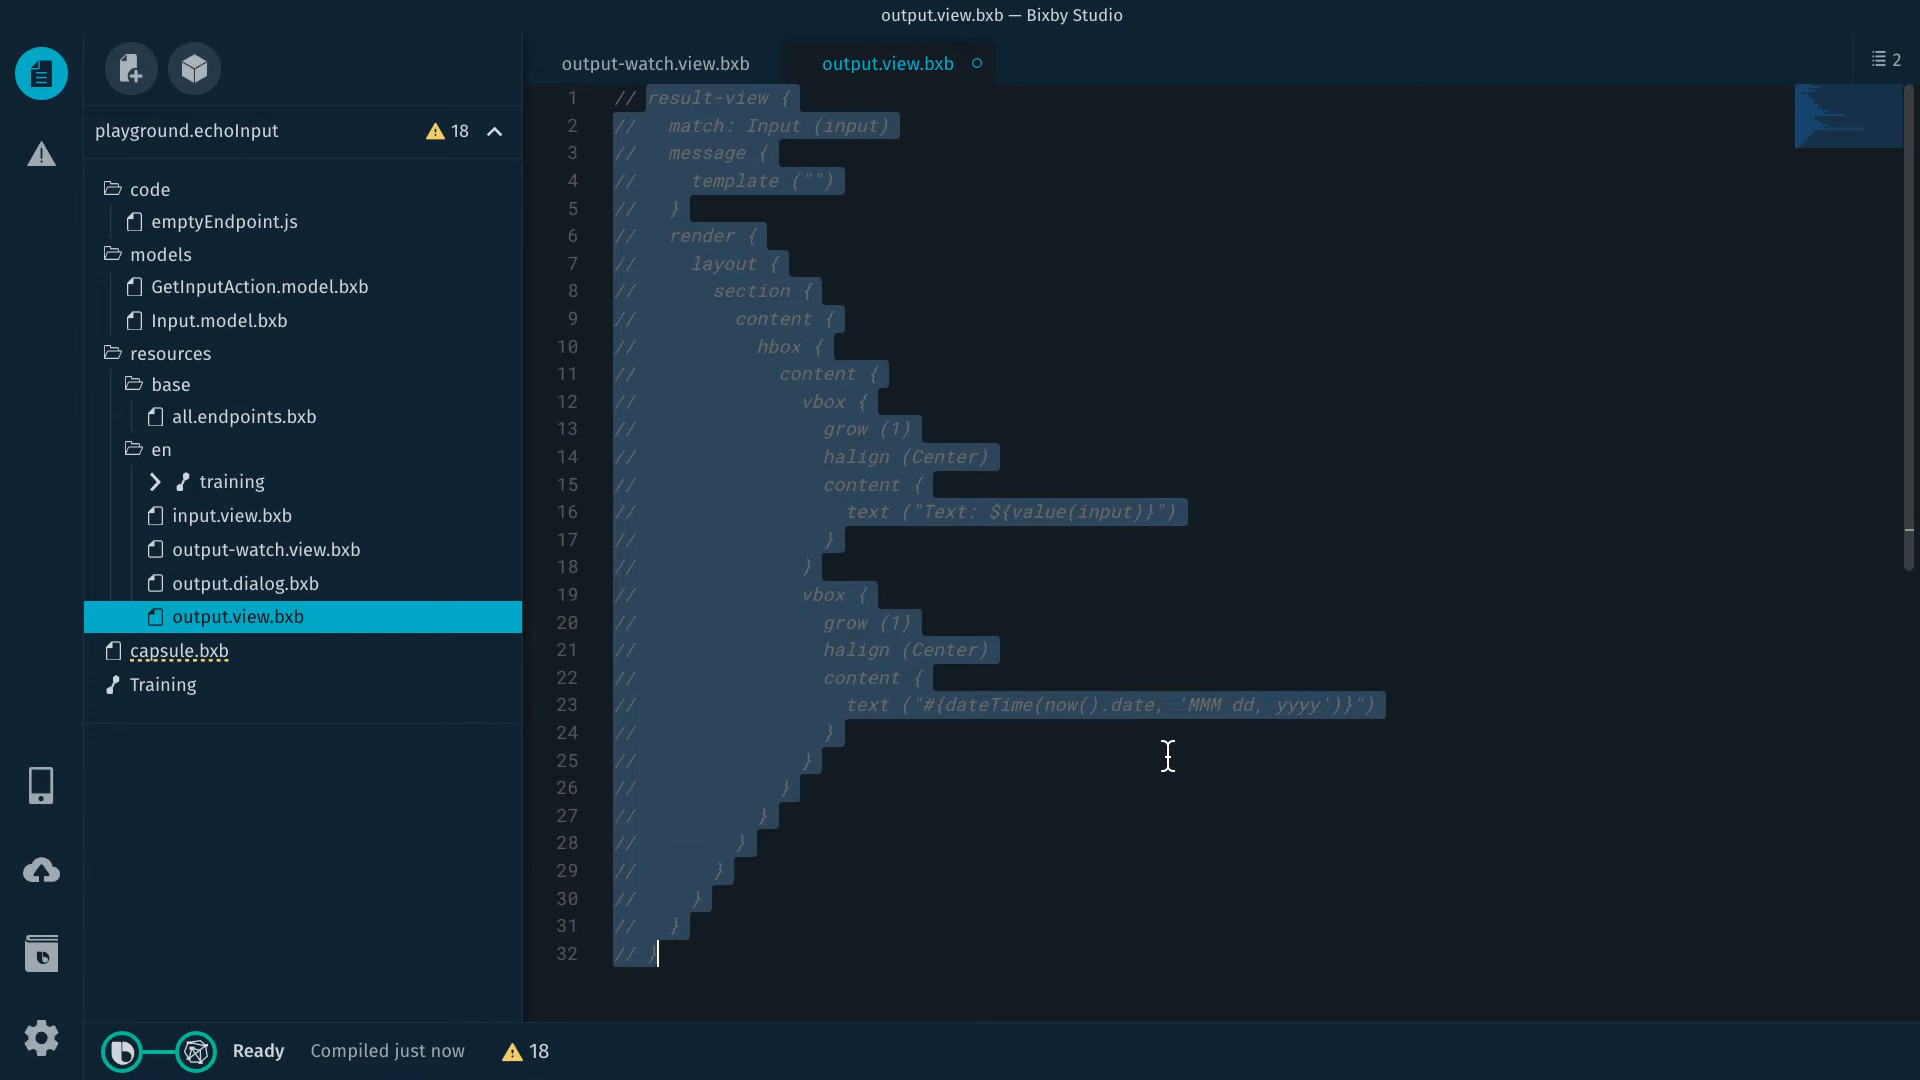 output.view.bxb — Bixby Studio
playground.echoInput
18
code
emptyEndpoint.js
models
GetInputAction.model.bxb
Input.model.bxb
resources
base
all.endpoints.bxb
en
training
input.view.bxb
output-watch.view.bxb
output.dialog.bxb
output.view.bxb
capsule.bxb
Training
output-watch.view.bxb
output.view.bxb
2
1 // result-view {
2 //   match: Input (input)
3 //   message {
4 //     template ("")
5 //   }
6 //   render {
7 //     layout {
8 //       section {
9 //         content {
10 //           hbox {
11 //             content {
12 //               vbox {
13 //                 grow (1)
14 //                 halign (Center)
15 //                 content {
16 //                   text ("Text: ${value(input)}")
17 //                 }
18 //               }
19 //               vbox {
20 //                 grow (1)
21 //                 halign (Center)
22 //                 content {
23 //                   text ("#{dateTime(now().date, 'MMM dd, yyyy')}")
24 //                 }
25 //               }
26 //             }
27 //           }
28 //         }
29 //       }
30 //     }
31 //   }
32 // }
Ready
Compiled just now
18